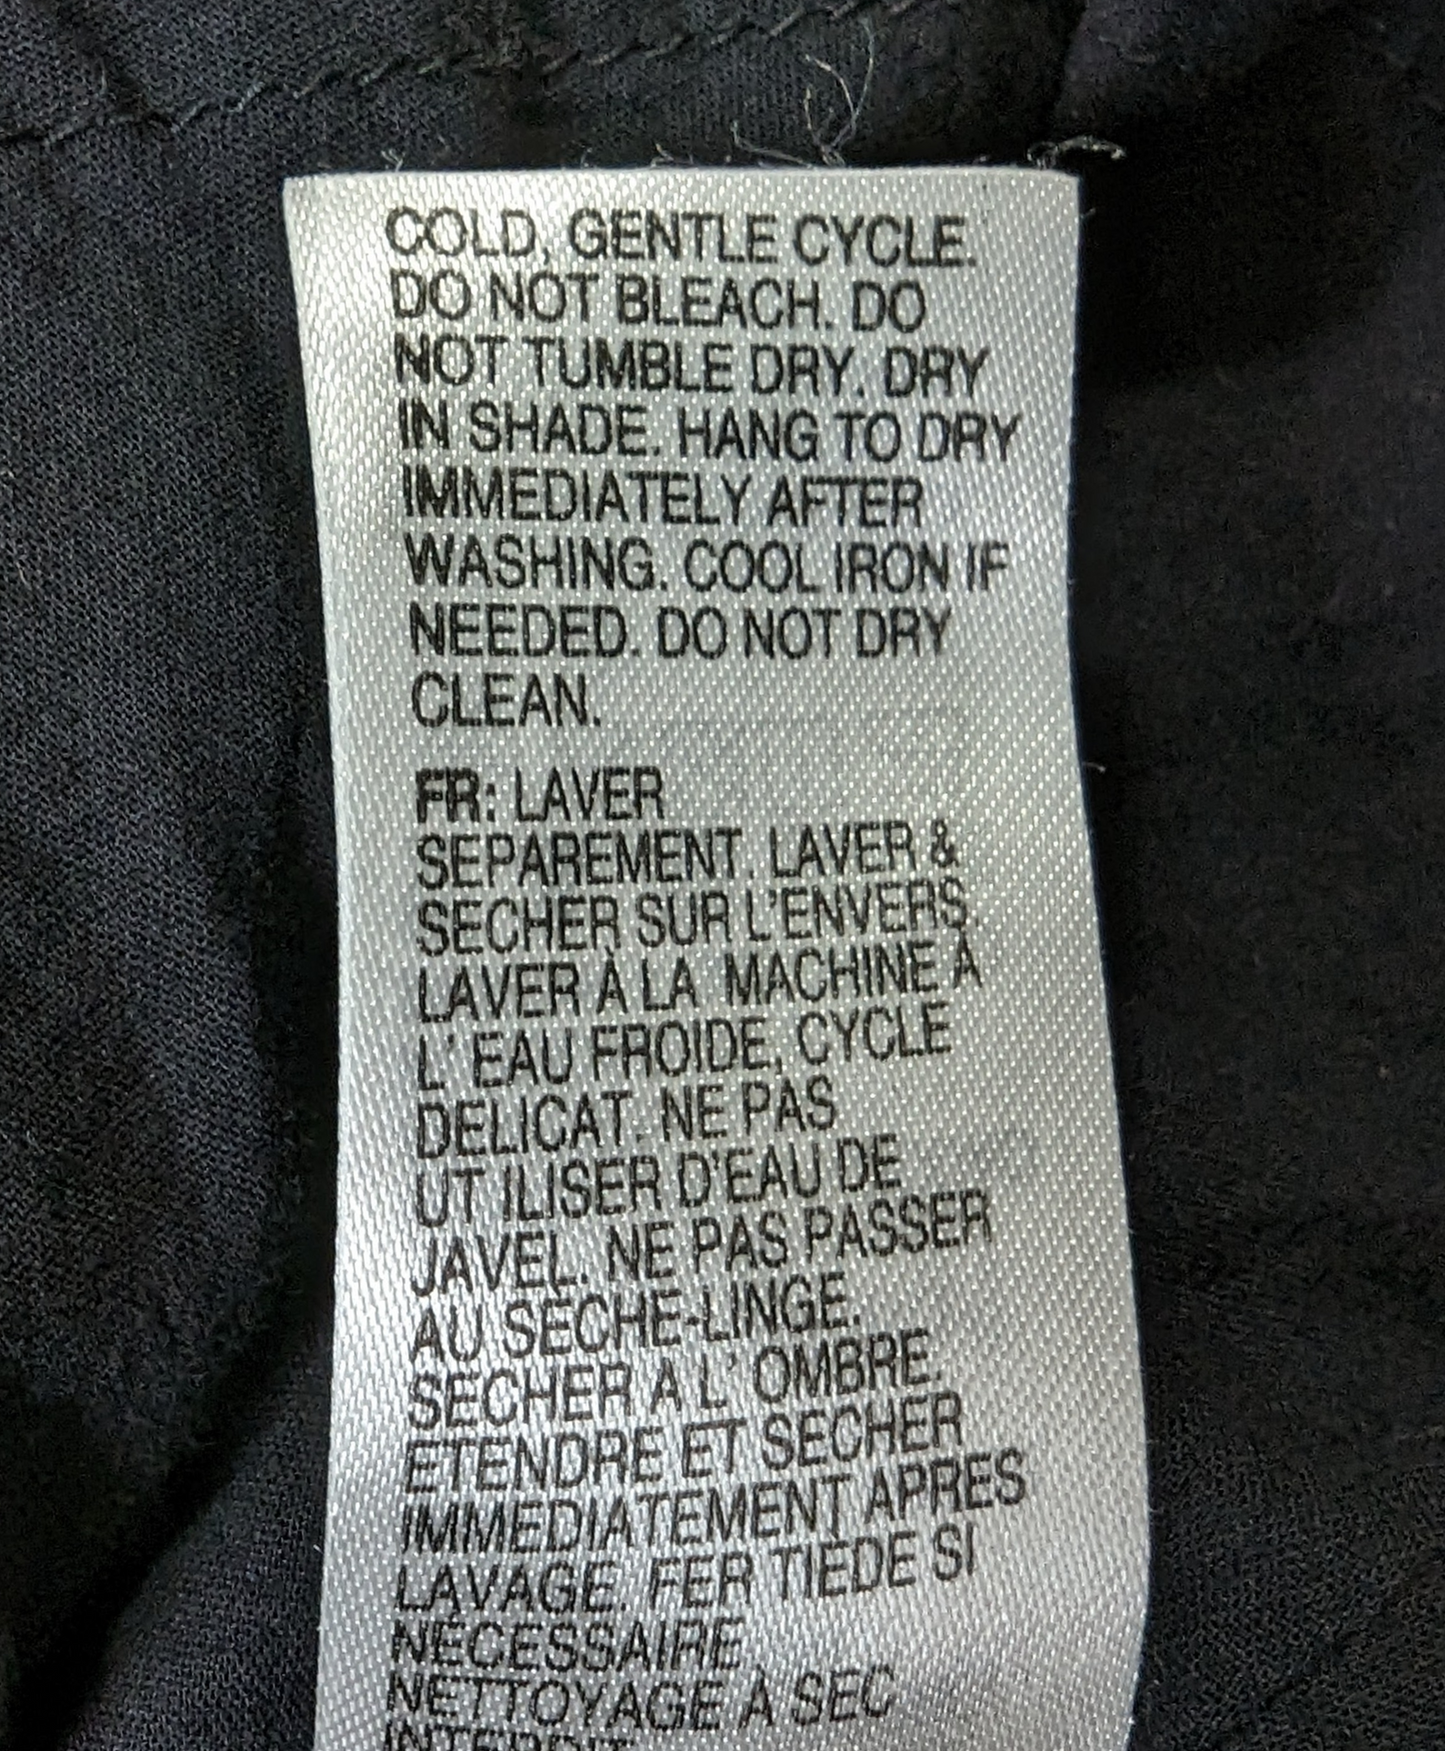 COLD, GENTLE CYCLE.
DO NOT BLEACH. DO
NOT TUMBLE DRY. DRY
IN SHADE. HANG TO DRY
IMMEDIATELY AFTER
WASHING. COOL IRON IF
NEEDED. DO NOT DRY
CLEAN.
FR: LAVER
SEPAREMENT. LAVER &
SECHER SUR L'ENVERS.
LAVER À LA MACHINE À
L' EAU FROIDE, CYCLE
DELICAT. NE PAS
UT ILISER D'EAU DE
JAVEL. NE PAS PASSER
AU SECHE-LINGE.
SECHER A L' OMBRE.
ETENDRE ET SECHER
IMMEDIATEMENT APRES
LAVAGE. FER TIEDE SI
NECESSAIRE
NETTOYAGE A SEC
INTERDIT